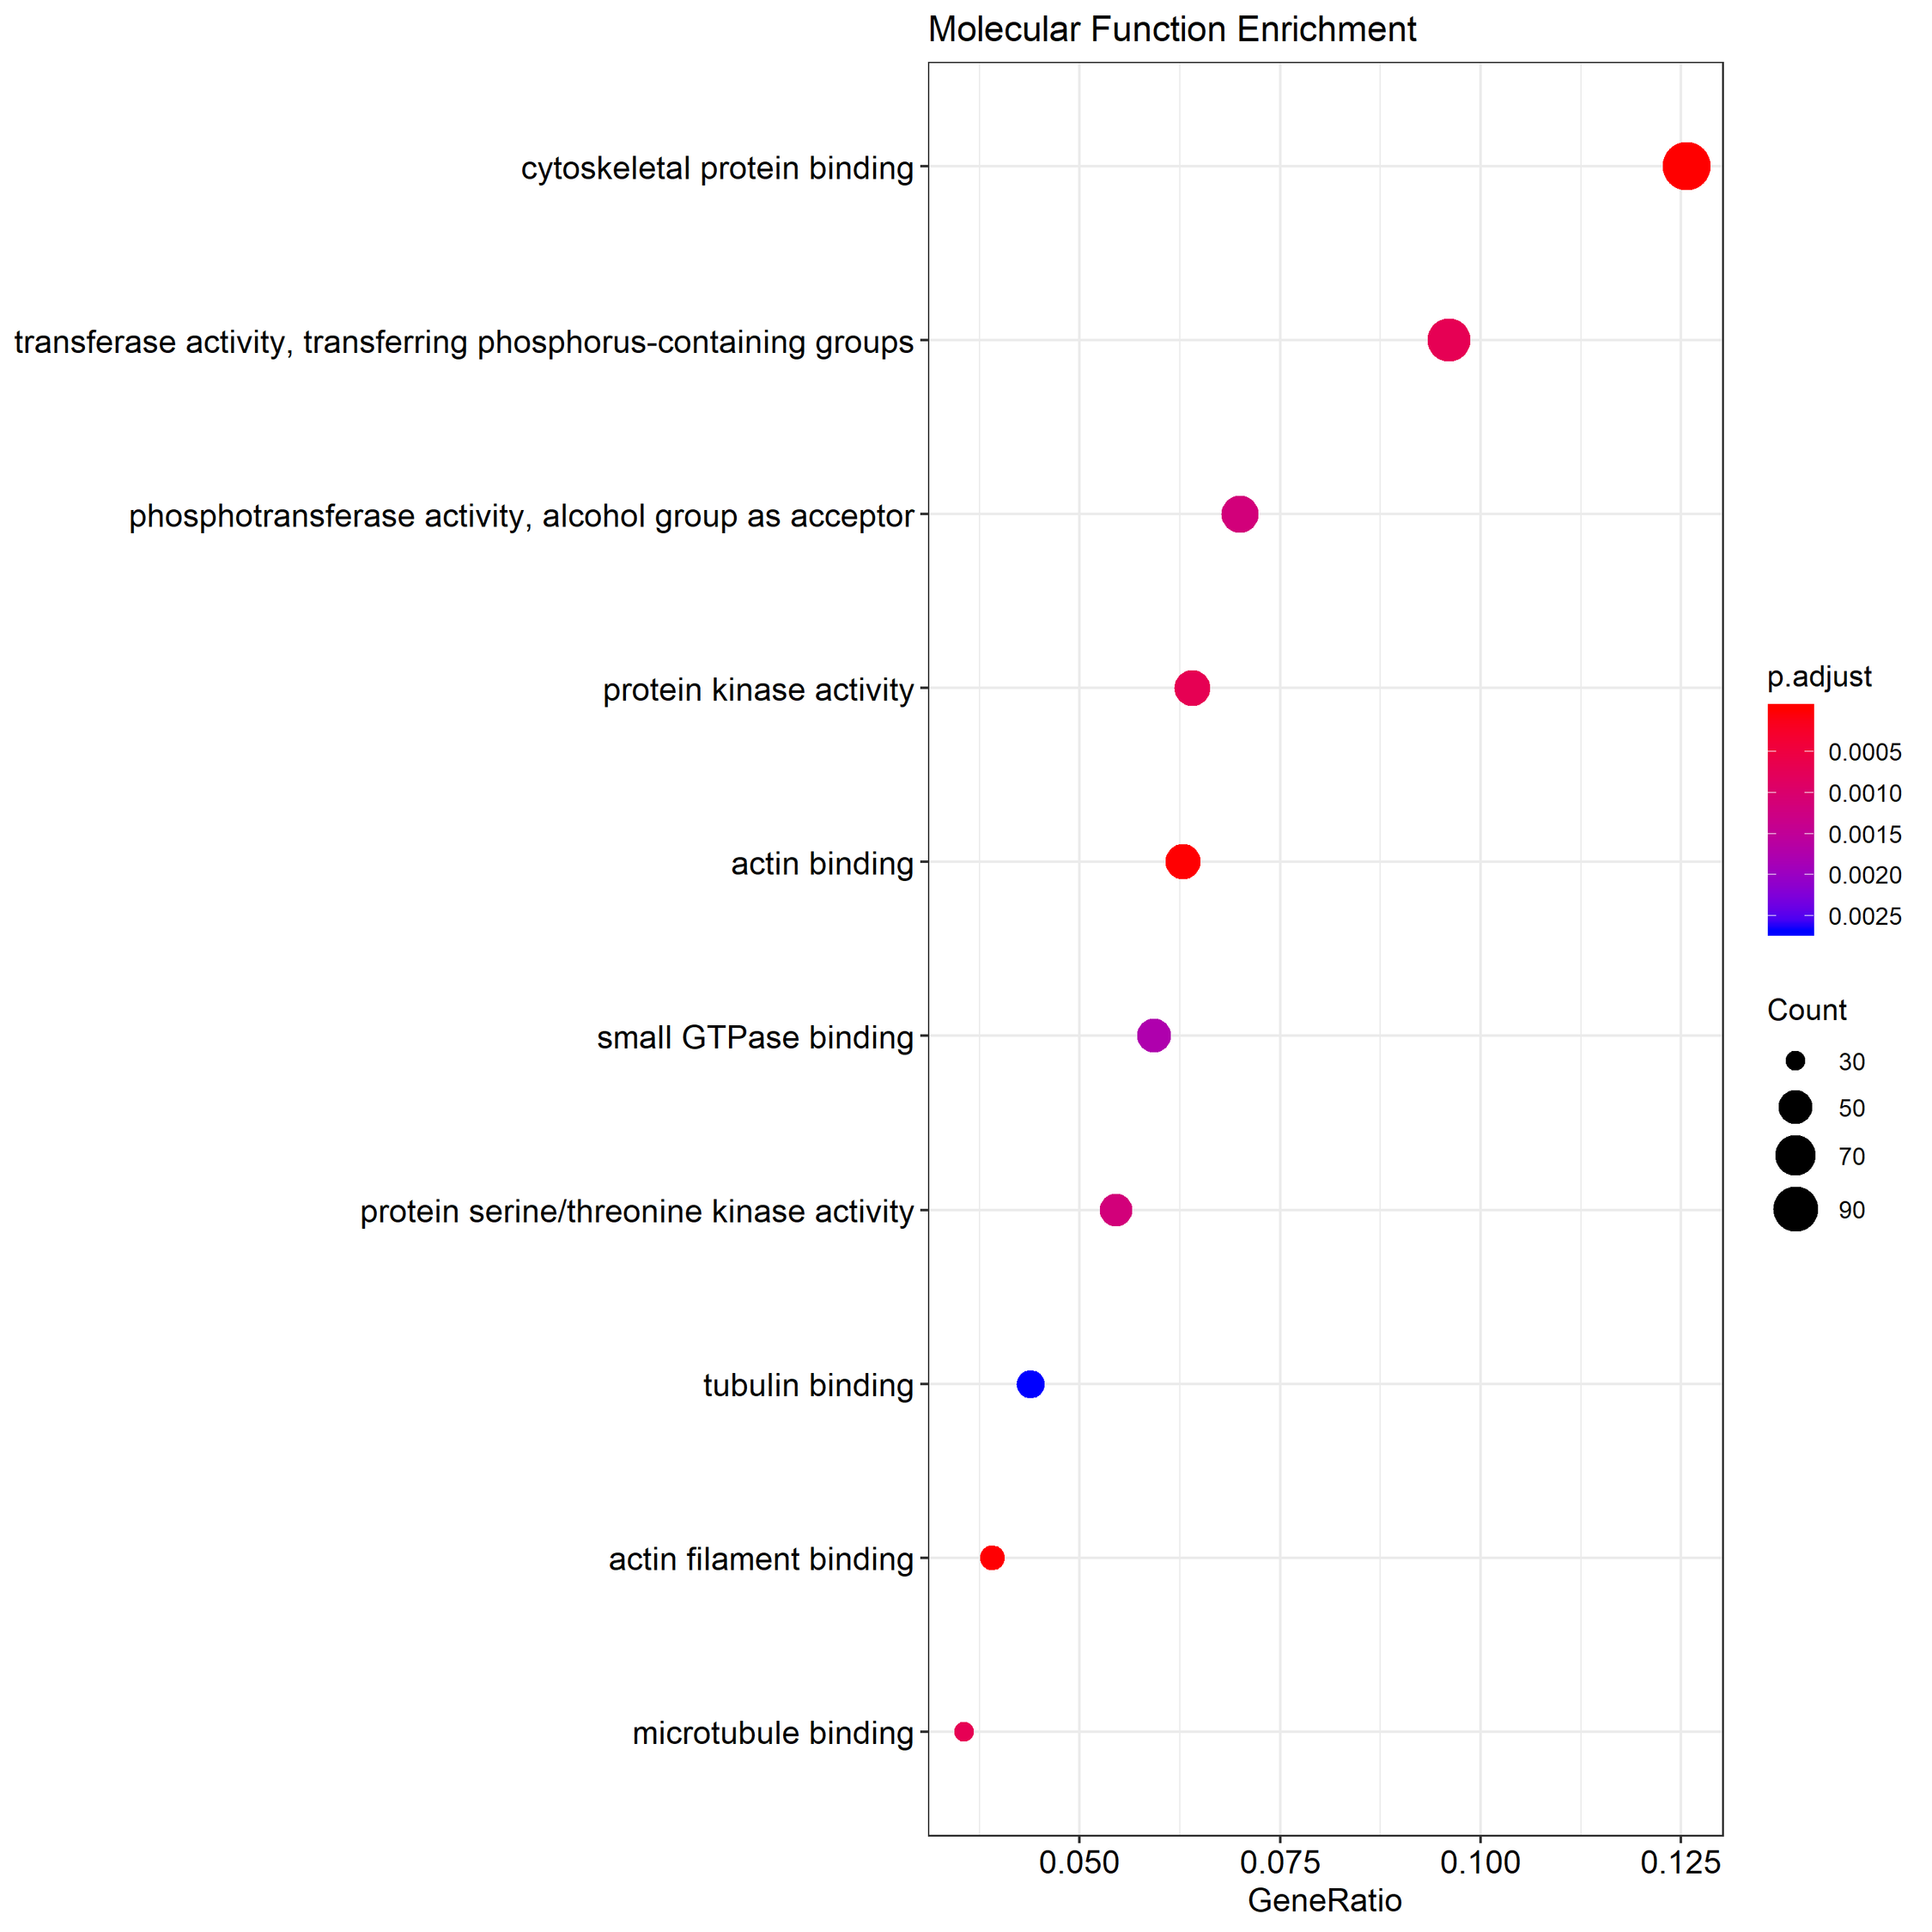 Molecular Function Enrichment
cytoskeletal protein binding
transferase activity, transferring phosphorus-containing groups
phosphotransferase activity, alcohol group as acceptor
protein kinase activity
actin binding
small GTPase binding
protein serine/threonine kinase activity
tubulin binding
actin filament binding
microtubule binding
0.050 0.075 0.100 0.125
GeneRatio
p.adjust
0.0005
0.0010
0.0015
0.0020
0.0025
Count
30
50
70
90